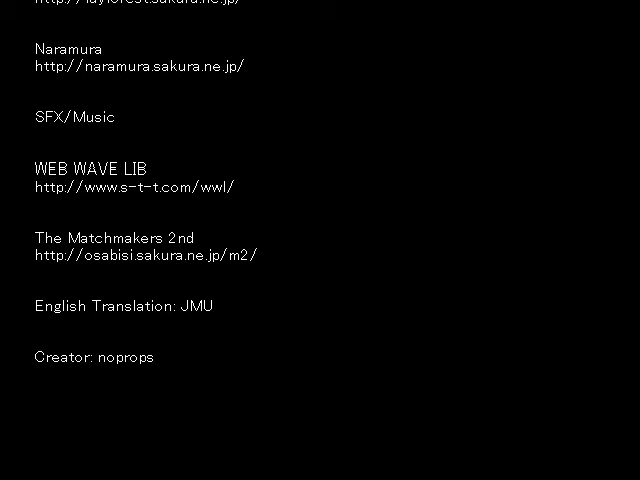 Naramura
http://naramura.sakura.ne.jp/
SFX/Music
WEB WAVE LIB
http://www.s-t-t.com/wwl/
The Matchmakers 2nd
http://osabisi.sakura.ne.jp/m2/
English Translation: JMU
Creator: noprops